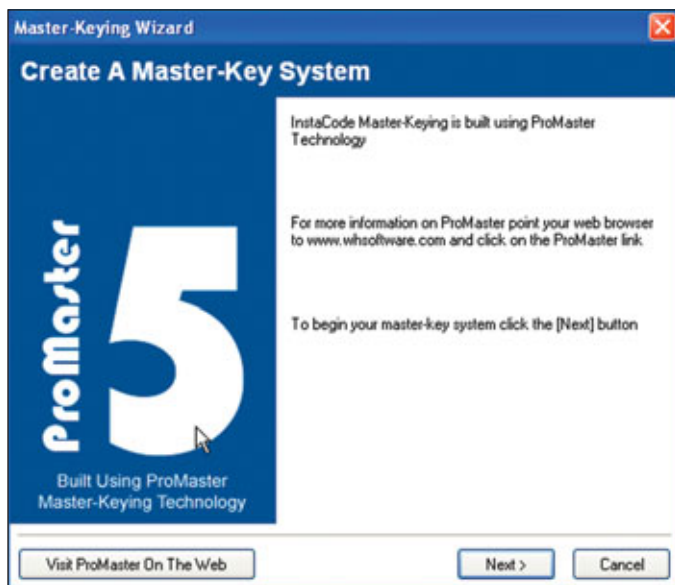 Master-Keying Wizard
Create A Master-Key System
InstaCode Master-Keying is built using ProMaster
Technology
For more information on ProMaster point your web browser
to www.whsoftware.com and click on the ProMaster link
To begin your master-key system click the [Next] button
ProMaster
5
Built Using ProMaster
Master-Keying Technology
Visit ProMaster On The Web
Next >
Cancel